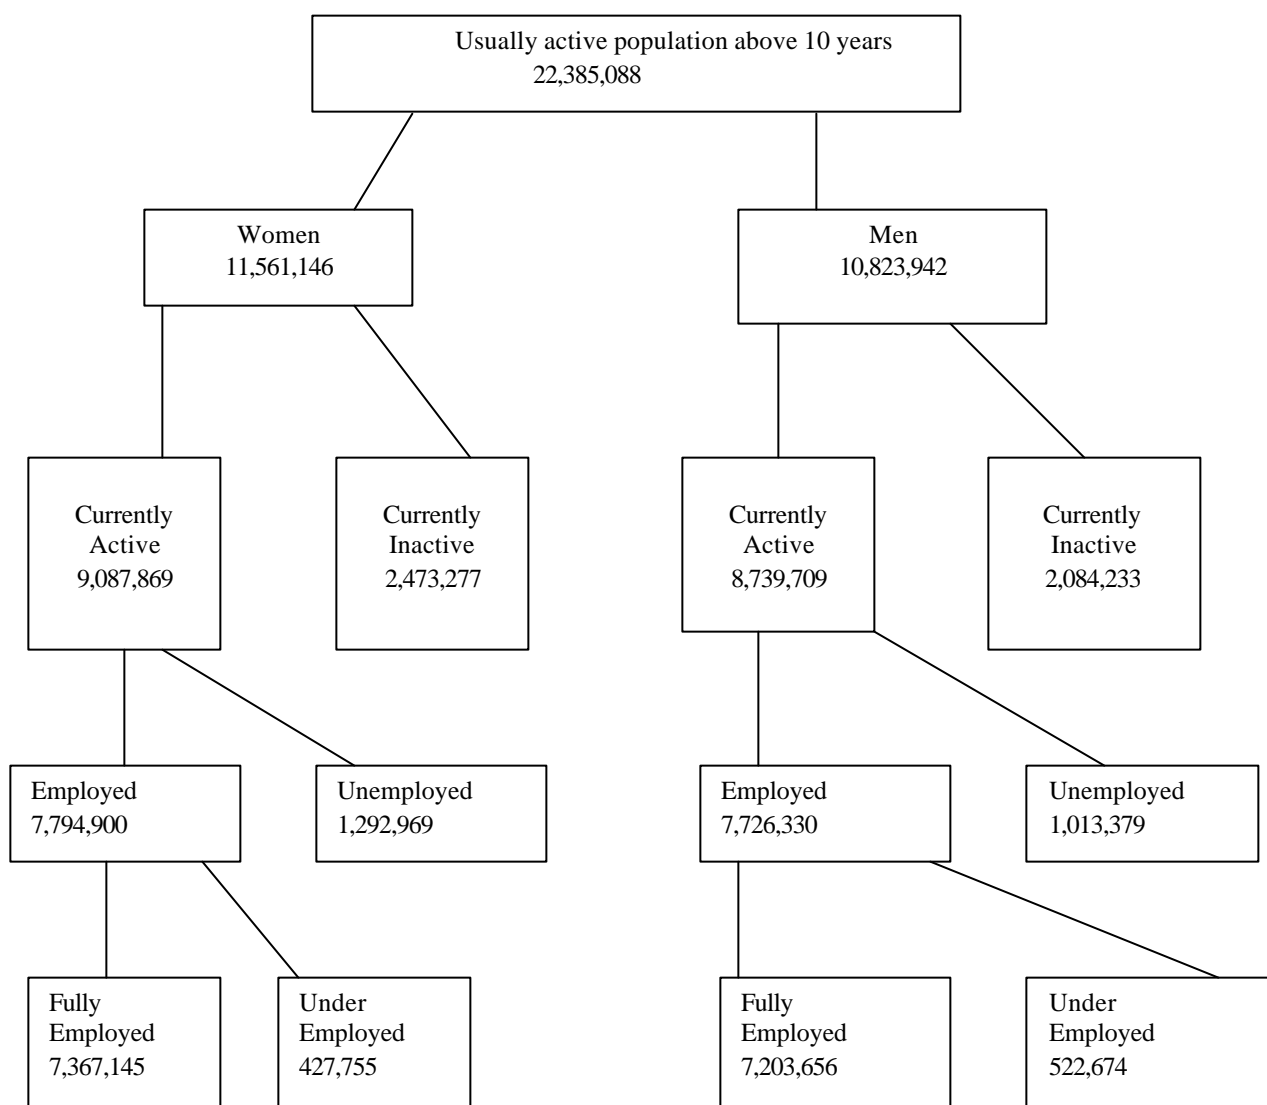 Usually active population above 10 years
22,385,088
Women
11,561,146
Men
10,823,942
Currently
Active
9,087,869
Currently
Inactive
2,473,277
Currently
Active
8,739,709
Currently
Inactive
2,084,233
Employed
7,794,900
Unemployed
1,292,969
Employed
7,726,330
Unemployed
1,013,379
Fully
Employed
7,367,145
Under
Employed
427,755
Fully
Employed
7,203,656
Under
Employed
522,674